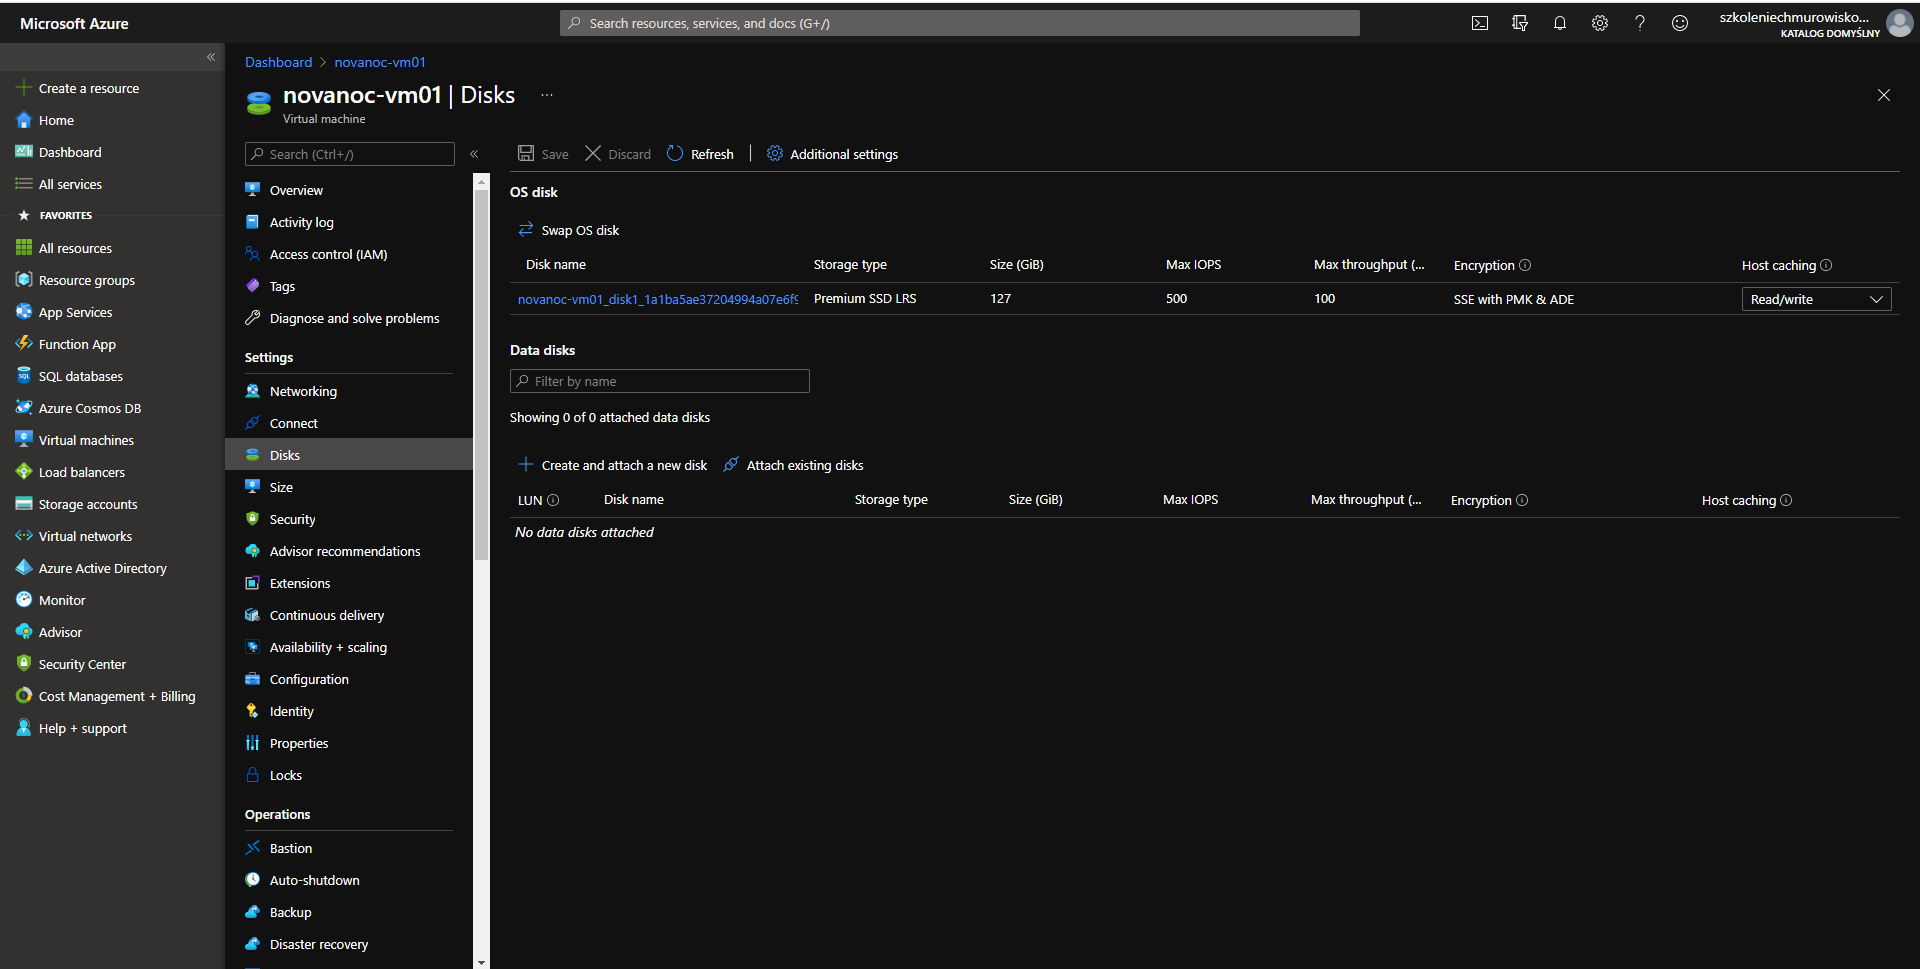 Microsoft Azure
Search resources, services, and docs (G+/)
szkoleniechmurowisko...
KATALOG DOMYŚLNY
Create a resource
Home
Dashboard
All services
FAVORITES
All resources
Resource groups
App Services
Function App
SQL databases
Azure Cosmos DB
Virtual machines
Load balancers
Storage accounts
Virtual networks
Azure Active Directory
Monitor
Advisor
Security Center
Cost Management + Billing
Help + support
Dashboard > novanoc-vm01
novanoc-vm01 | Disks ...
Virtual machine
Search (Ctrl+/)
Overview
Activity log
Access control (IAM)
Tags
Diagnose and solve problems
Settings
Networking
Connect
Disks
Size
Security
Advisor recommendations
Extensions
Continuous delivery
Availability + scaling
Configuration
Identity
Properties
Locks
Operations
Bastion
Auto-shutdown
Backup
Disaster recovery
Save Discard Refresh Additional settings
OS disk
Swap OS disk
Disk name Storage type Size (GiB) Max IOPS Max throughput (... Encryption Host caching
novanoc-vm01_disk1_1a1ba5ae37204994a07e6f9 Premium SSD LRS 127 500 100 SSE with PMK & ADE Read/write
Data disks
Filter by name
Showing 0 of 0 attached data disks
Create and attach a new disk Attach existing disks
LUN Disk name Storage type Size (GiB) Max IOPS Max throughput (... Encryption Host caching
No data disks attached